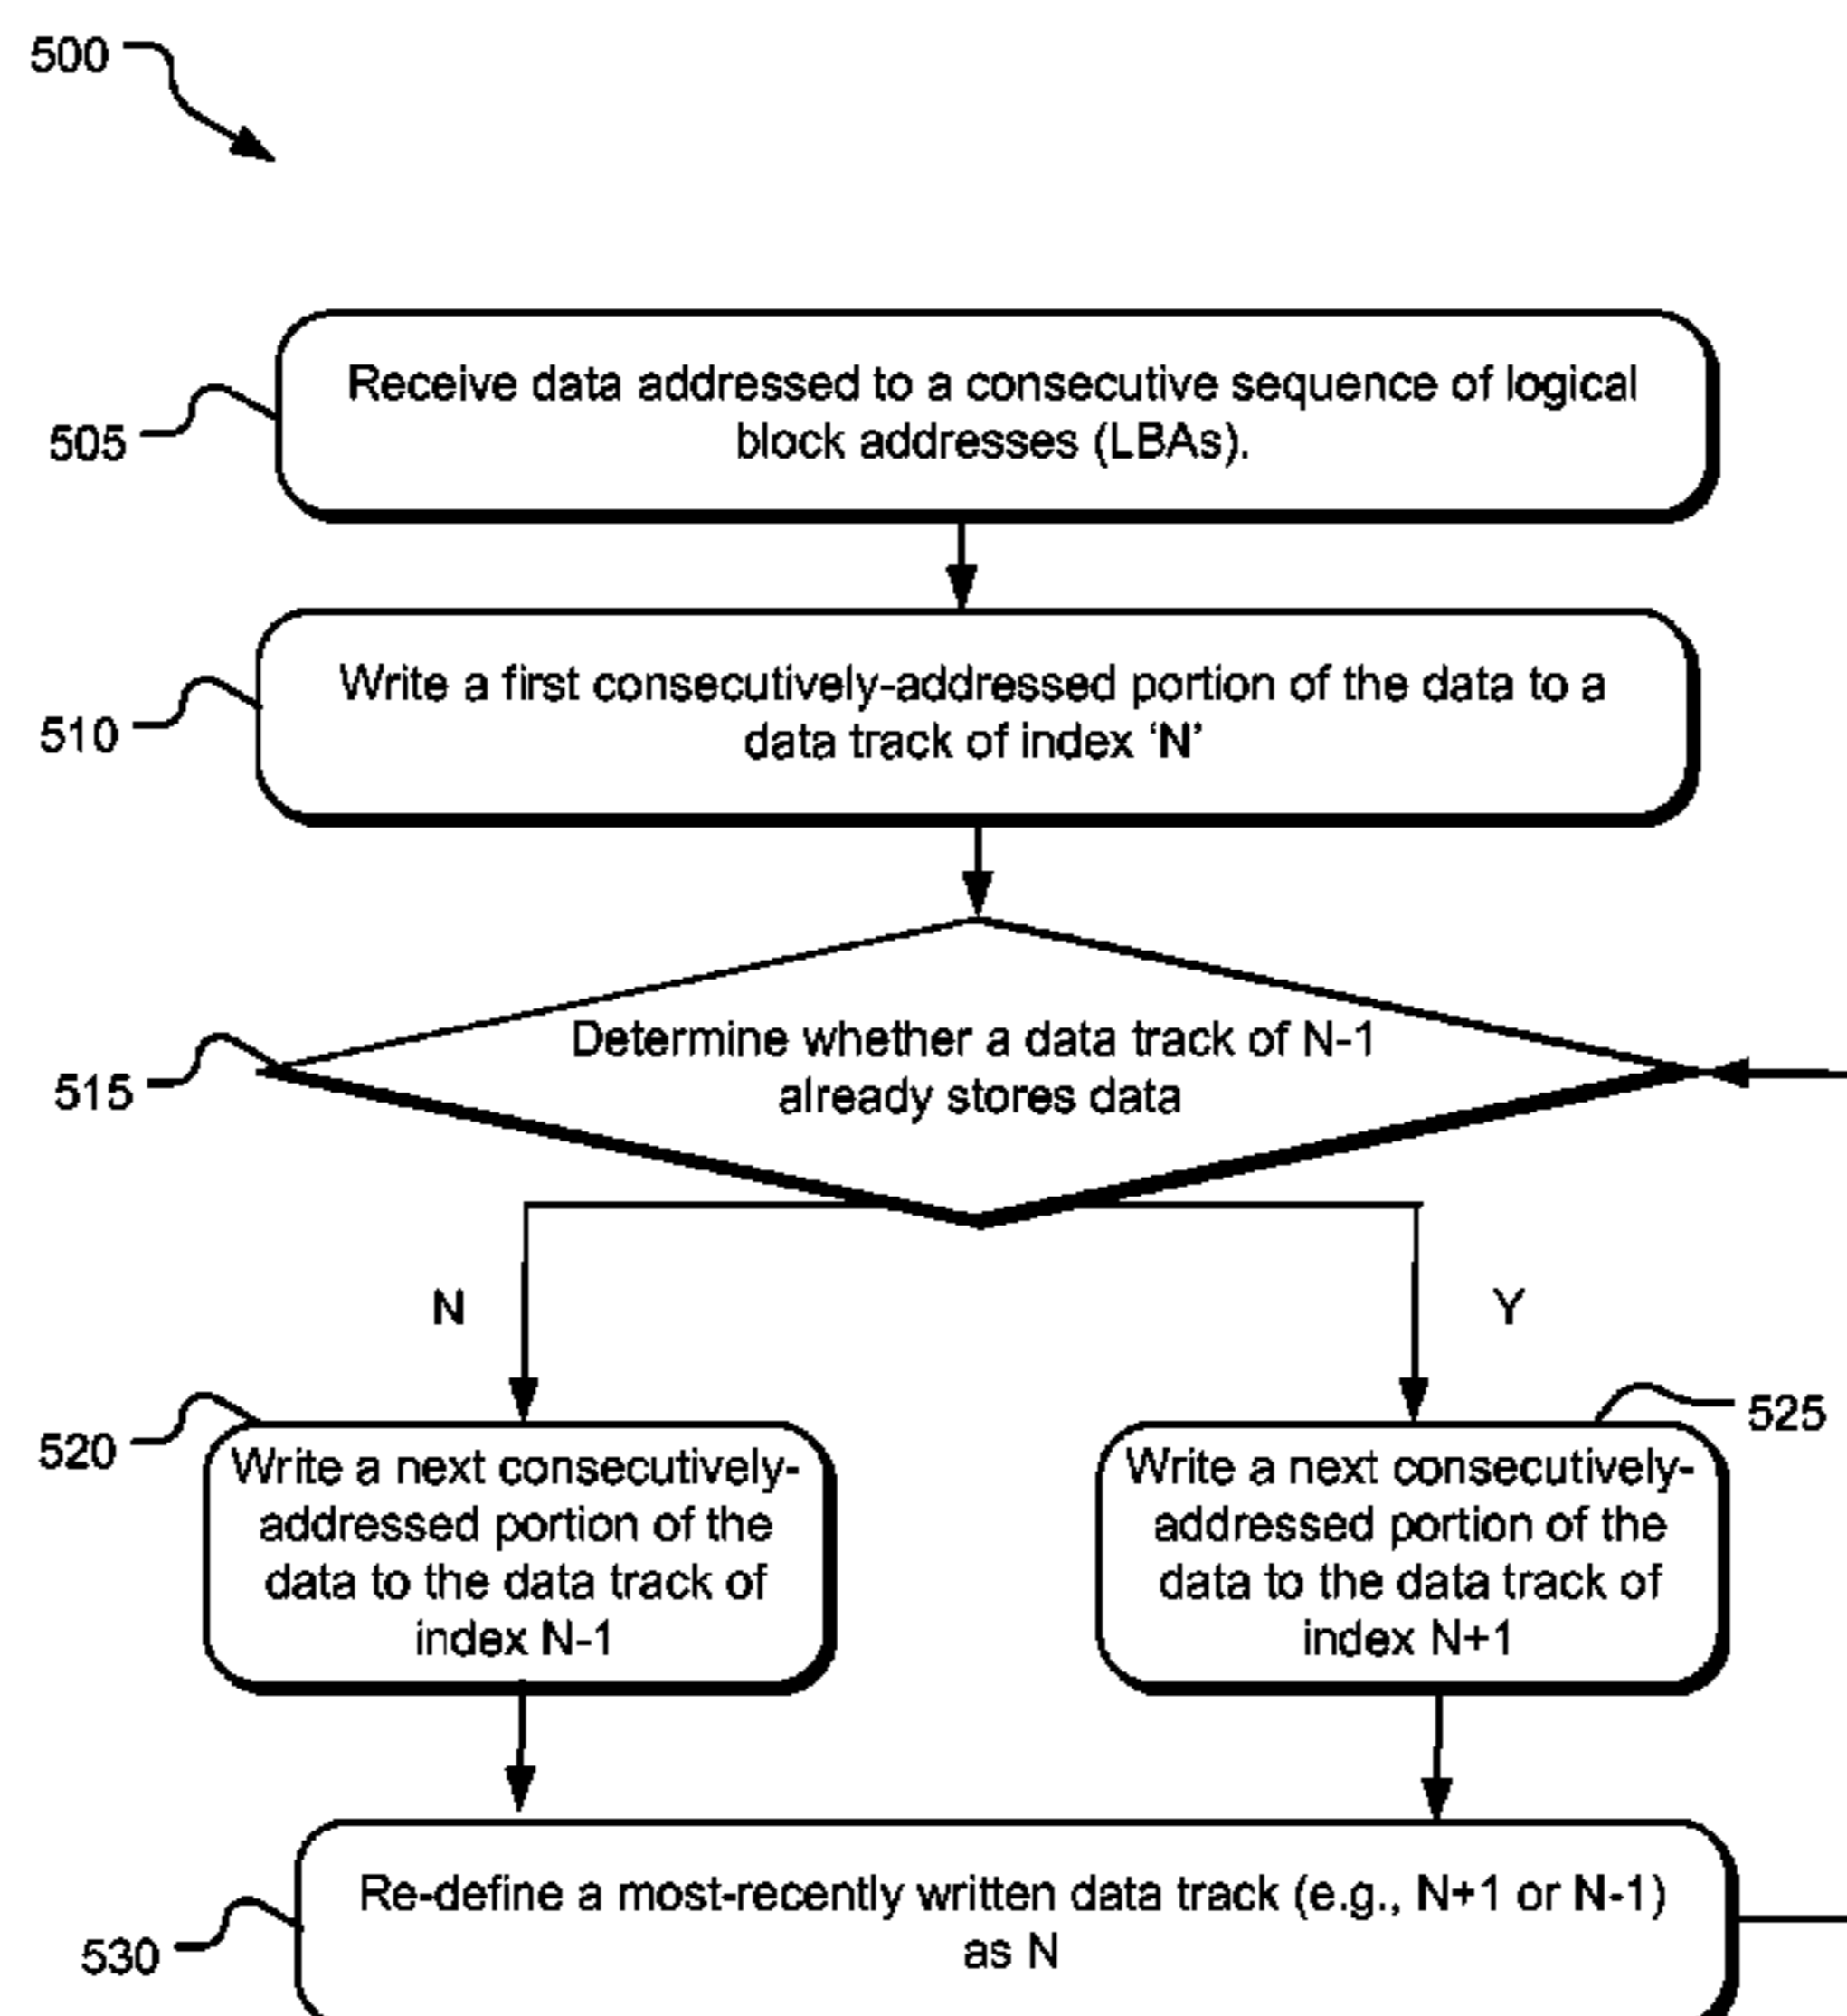 500
505
Receive data addressed to a consecutive sequence of logical
block addresses (LBAs).
510
Write a first consecutively-addressed portion of the data to a
data track of index ‘N’
515
Determine whether a data track of N-1
already stores data
N
Y
520
Write a next consecutively-
addressed portion of the
data to the data track of
index N-1
525
Write a next consecutively-
addressed portion of the
data to the data track of
index N+1
530
Re-define a most-recently written data track (e.g., N+1 or N-1)
as N